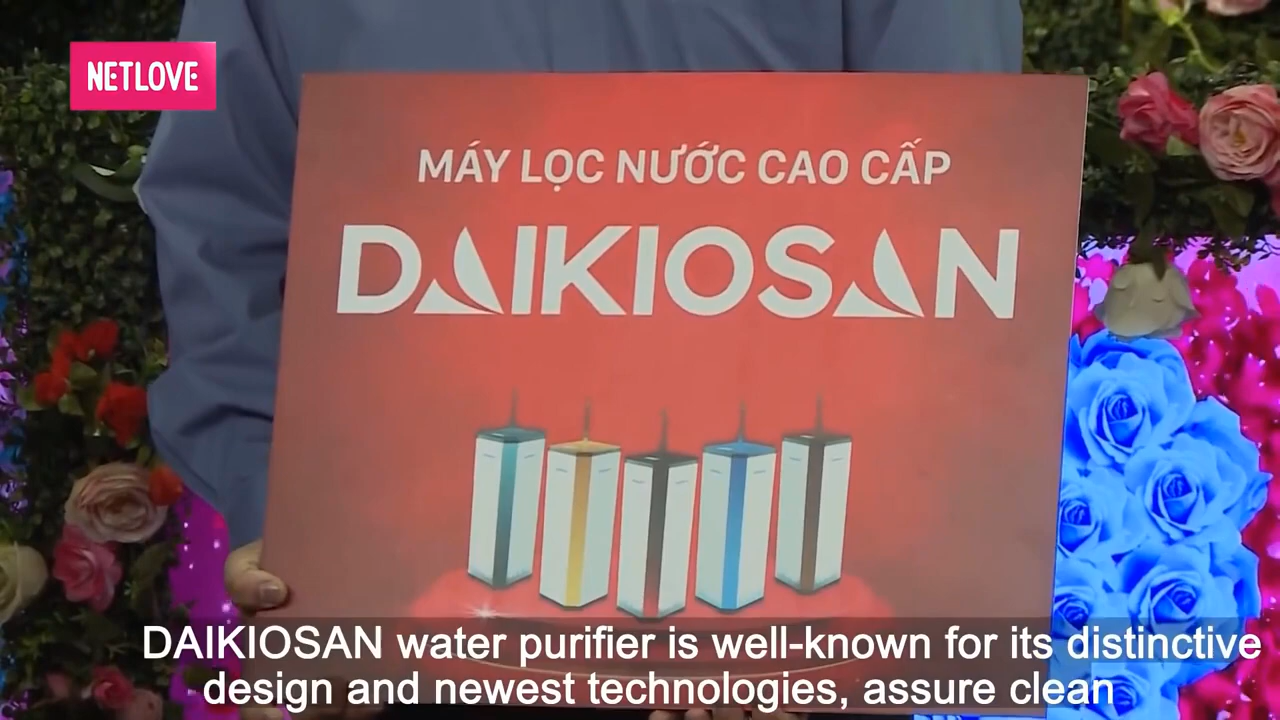 NETLOVE
MÁY LỌC NƯỚC CAO CẤP
DAIKIOSAN
DAIKIOSAN water purifier is well-known for its distinctive
design and newest technologies, assure clean